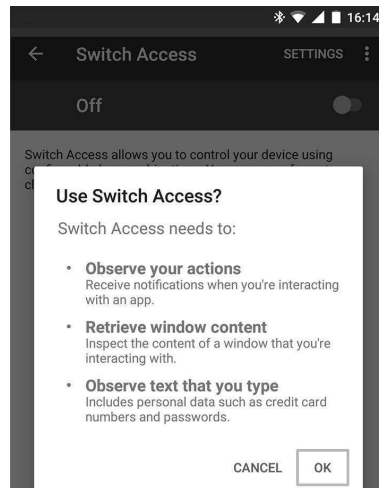 16:14
Switch Access SETTINGS
Off
Switch Access allows you to control your device using
Use Switch Access?
Switch Access needs to:
• Observe your actions
Receive notifications when you're interacting
with an app.
• Retrieve window content
Inspect the content of a window that you're
interacting with.
• Observe text that you type
Includes personal data such as credit card
numbers and passwords.
CANCEL OK